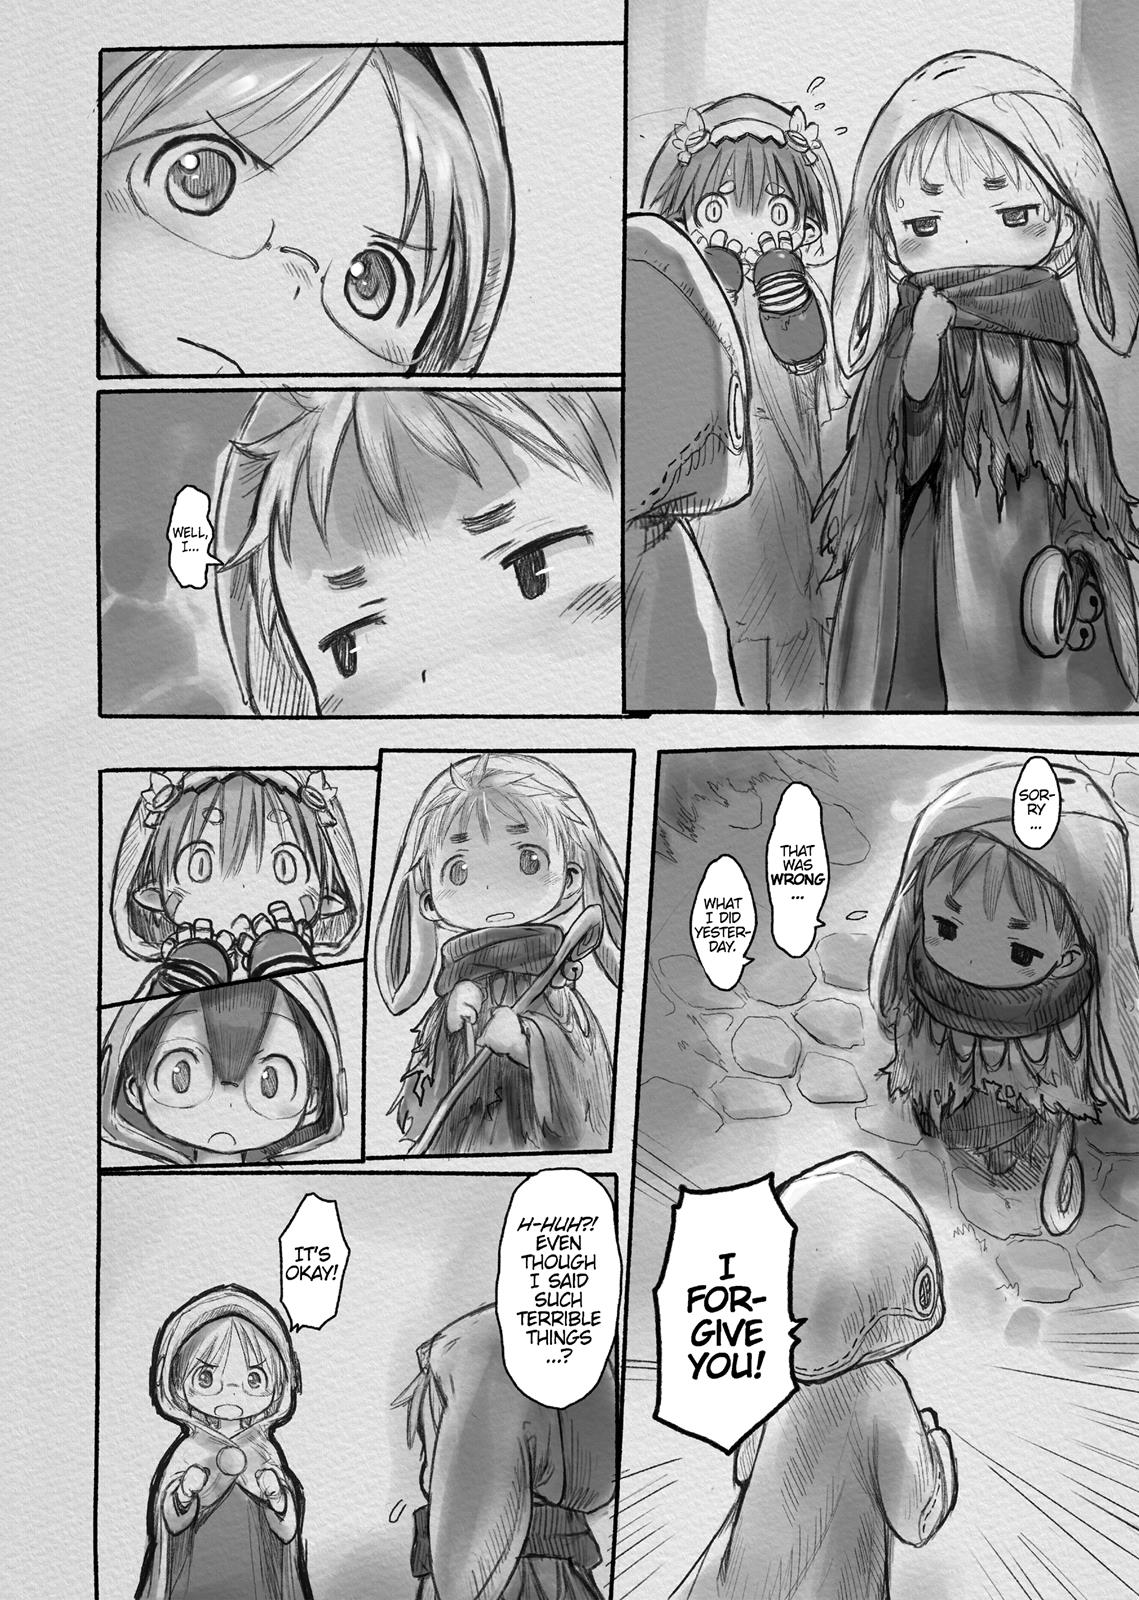 WELL,
I...
SOR-
RY
...
THAT
WAS
WRONG
...
WHAT
I DID
YESTER-
DAY.
I
FOR-
GIVE
YOU!
H-HUH?!
EVEN
THOUGH
I SAID
SUCH
TERRIBLE
THINGS
...?
IT'S
OKAY!